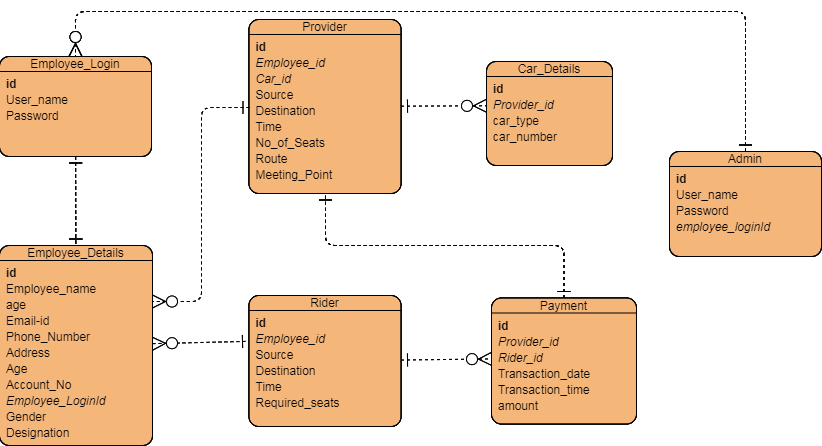 Employee_Login
id
User_name
Password
Provider
id
Employee_id
Car_id
Source
Destination
Time
No_of_Seats
Route
Meeting_Point
Car_Details
id
Provider_id
car_type
car_number
Admin
id
User_name
Password
employee_loginId
Employee_Details
id
Employee_name
age
Email-id
Phone_Number
Address
Age
Account_No
Employee_LoginId
Gender
Designation
Rider
id
Employee_id
Source
Destination
Time
Required_seats
Payment
id
Provider_id
Rider_id
Transaction_date
Transaction_time
amount